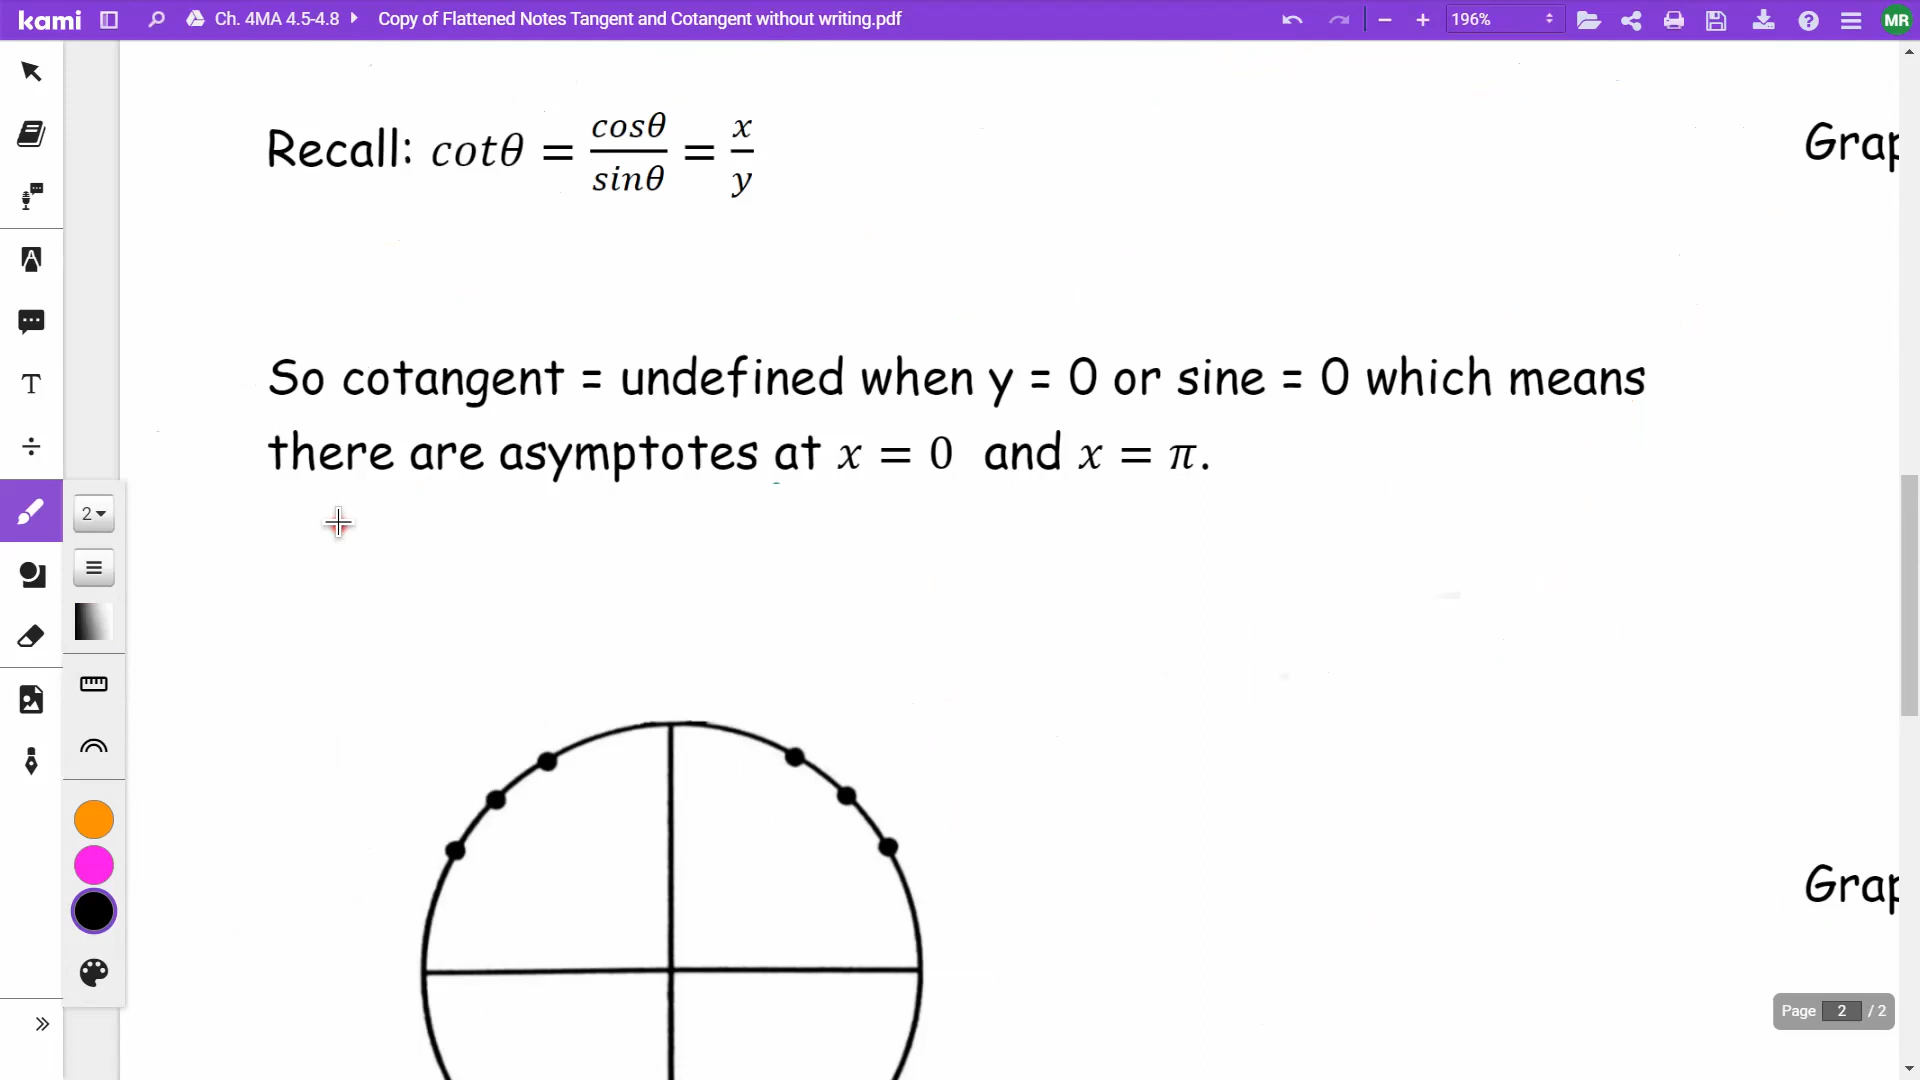 kami Ch. 4MA 4.5-4.8 Copy of Flattened Notes Tangent and Cotangent without writing.pdf 196% MR
Recall: cotθ = cosθ/sinθ = x/y
Grap
So cotangent = undefined when y = 0 or sine = 0 which means
there are asymptotes at x = 0 and x = π.
T
2
Grap
Page 2 / 2